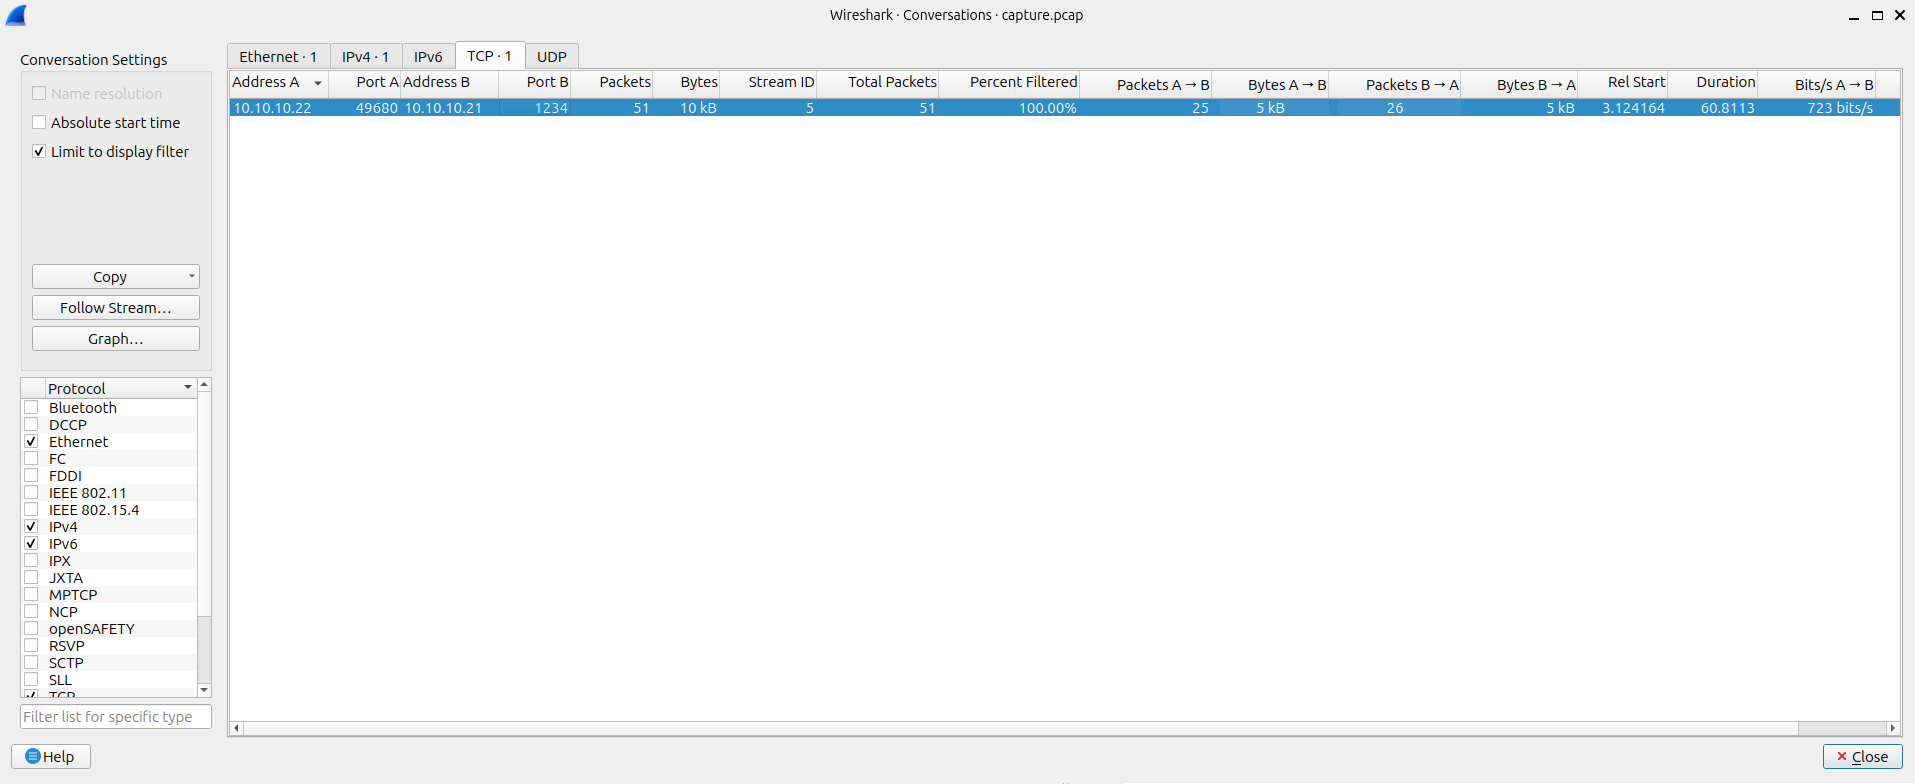 Wireshark · Conversations · capture.pcap
Conversation Settings
Name resolution
Absolute start time
Limit to display filter
Copy
Follow Stream…
Graph…
Protocol
Bluetooth
DCCP
Ethernet
FC
FDDI
IEEE 802.11
IEEE 802.15.4
IPv4
IPv6
IPX
JXTA
MPTCP
NCP
openSAFETY
RSVP
SCTP
SLL
TCP
Filter list for specific type
Help
Ethernet · 1 IPv4 · 1 IPv6 TCP · 1 UDP
Address A Port A Address B Port B Packets Bytes Stream ID Total Packets Percent Filtered Packets A → B Bytes A → B Packets B → A Bytes B → A Rel Start Duration Bits/s A → B
10.10.10.22 49680 10.10.10.21 1234 51 10 kB 5 51 100.00% 25 5 kB 26 5 kB 3.124164 60.8113 723 bits/s
Close